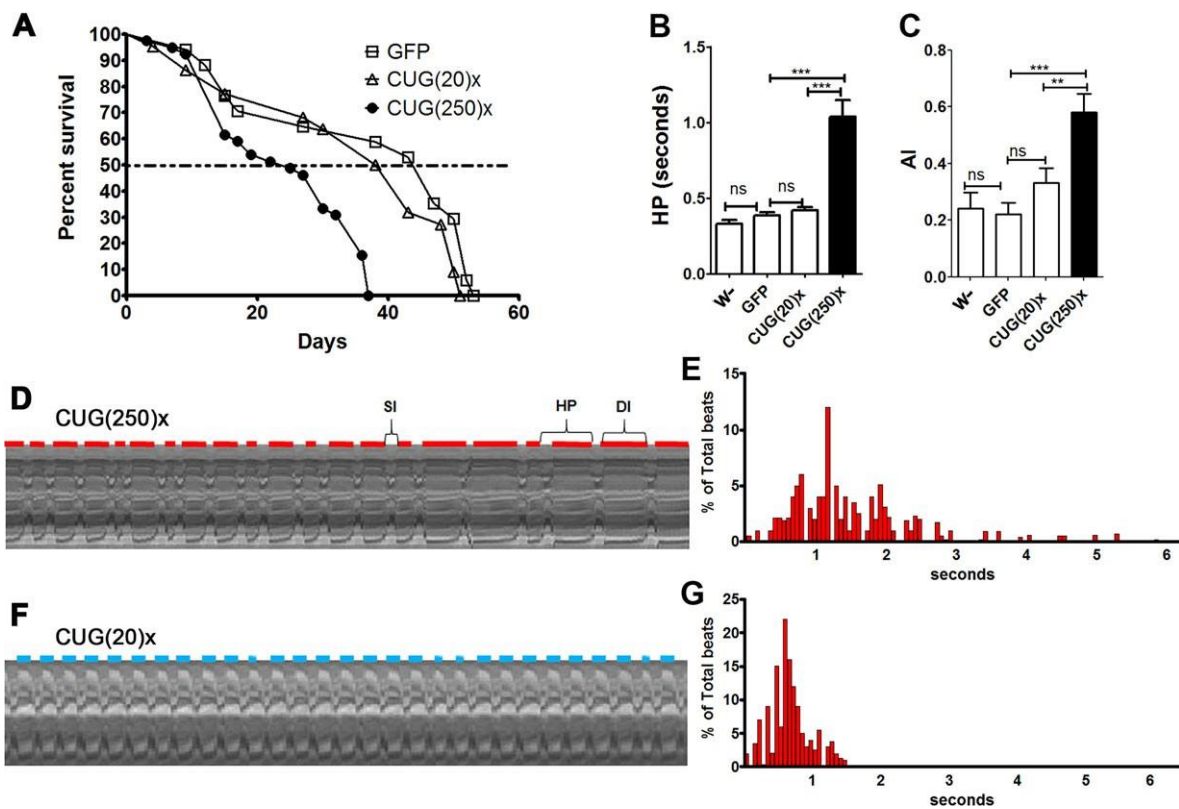 A
Percent survival
100
90
80
70
60
50
40
30
20
10
0
0 20 40 60
Days
GFP
CUG(20)x
CUG(250)x
B
HP (seconds)
1.5
1.0
0.5
0.0
***
***
ns
ns
W-
GFP
CUG(20)x
CUG(250)x
C
AI
0.8
0.6
0.4
0.2
0.0
***
**
ns
ns
W-
GFP
CUG(20)x
CUG(250)x
D
CUG(250)x
SI
HP
DI
E
% of Total beats
15
10
5
0
1 2 3 4 5 6
seconds
F
CUG(20)x
G
% of Total beats
25
20
15
10
5
0
1 2 3 4 5 6
seconds